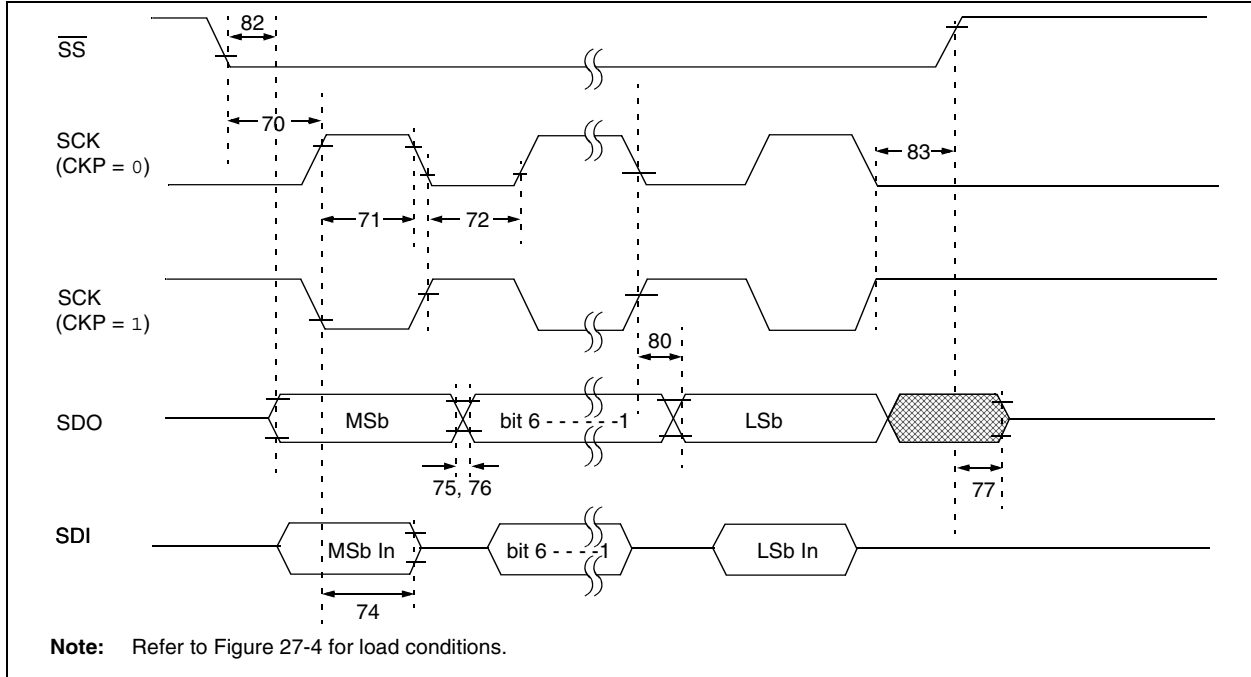 82
SS
70
SCK
(CKP = 0)
83
71
72
SCK
(CKP = 1)
80
SDO
MSb
bit 6 - - - - - -1
LSb
75, 76
77
SDI
MSb In
bit 6 - - - -1
LSb In
74
Note: Refer to Figure 27-4 for load conditions.